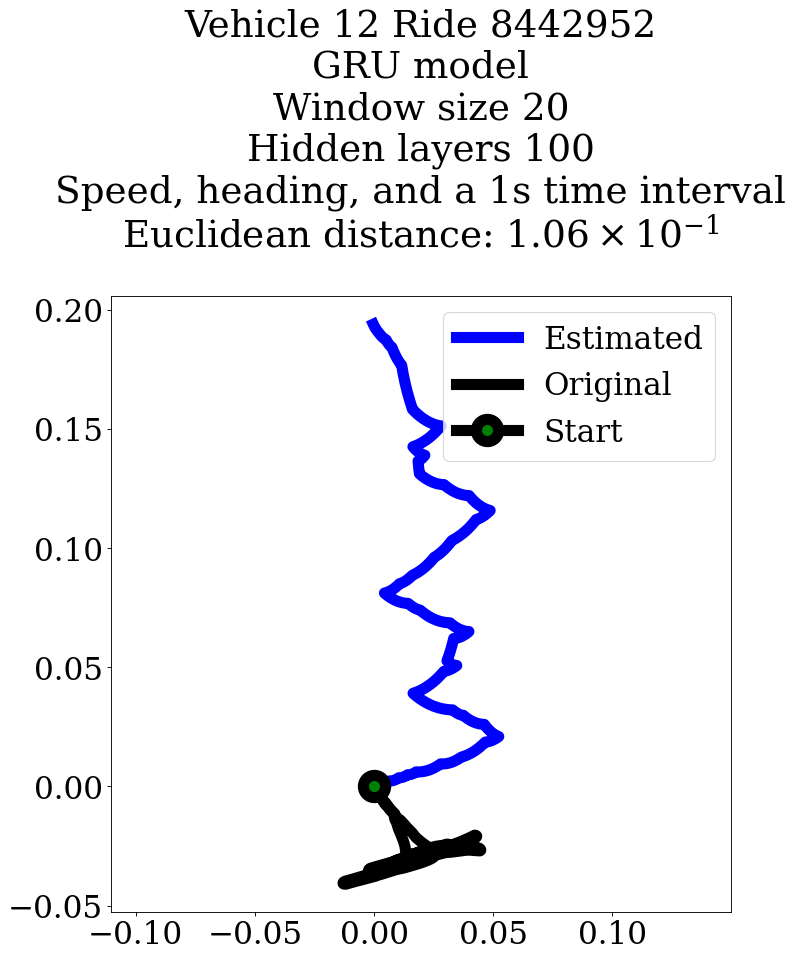 Vehicle 12 Ride 8442952
GRU model
Window size 20
Hidden layers 100
Speed, heading, and a 1s time interval
Euclidean distance: 1.06 × 10⁻¹
0.20
Estimated
Original
Start
0.15
0.10
0.05
0.00
−0.05
−0.10 −0.05 0.00 0.05 0.10